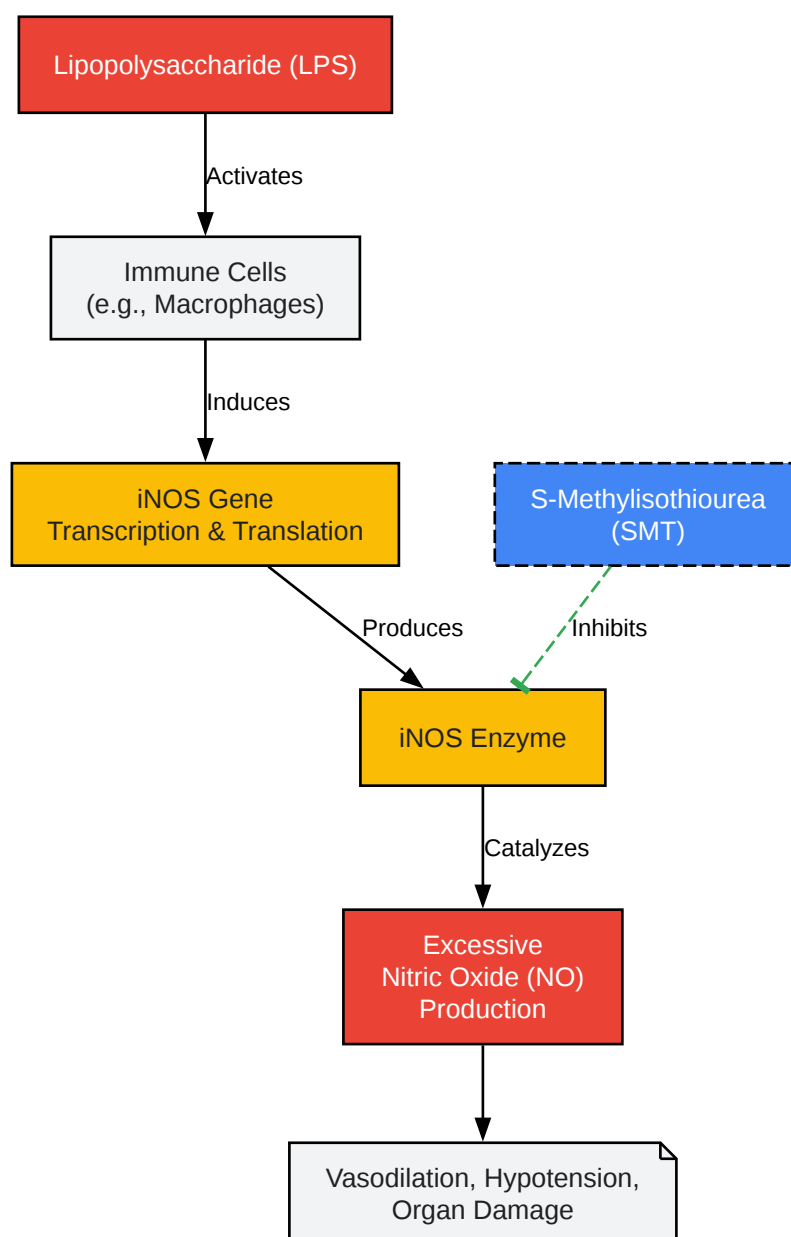 Lipopolysaccharide (LPS)
Activates
Immune Cells
(e.g., Macrophages)
Induces
iNOS Gene
Transcription & Translation
S-Methylisothiourea
(SMT)
Produces
Inhibits
iNOS Enzyme
Catalyzes
Excessive
Nitric Oxide (NO)
Production
Vasodilation, Hypotension,
Organ Damage